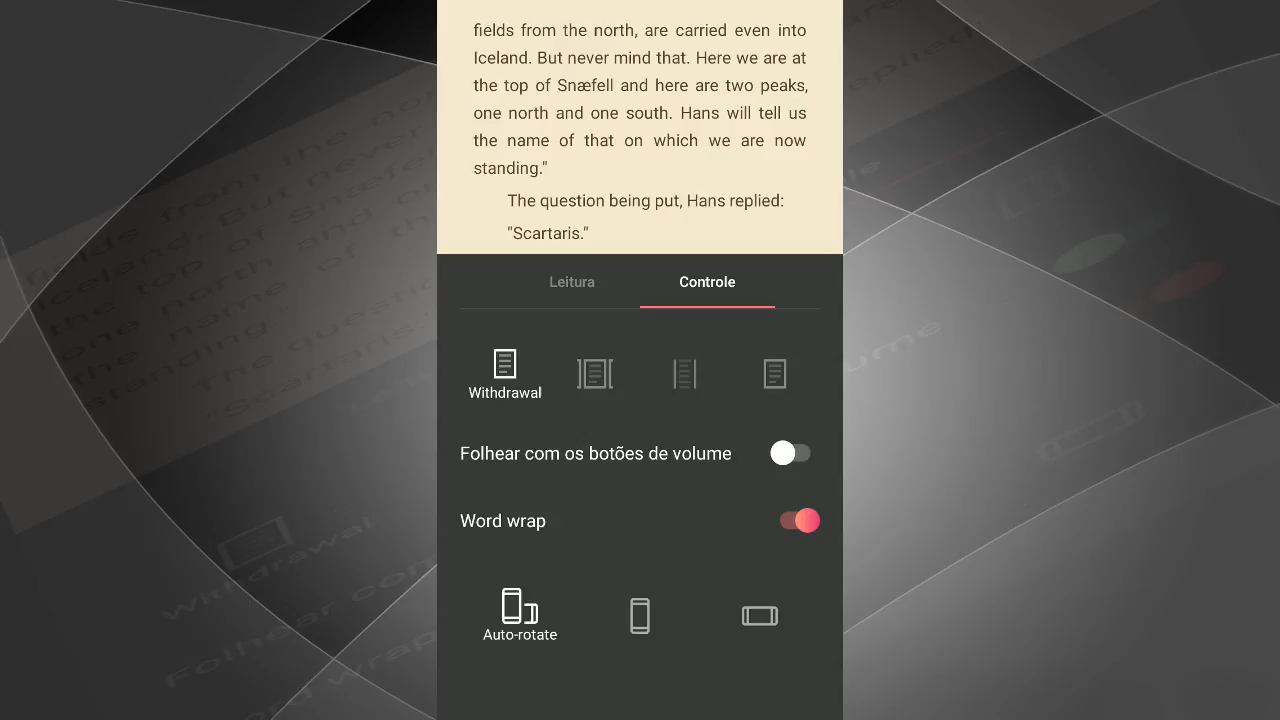 fields from the north, are carried even into
Iceland. But never mind that. Here we are at
the top of Snæfell and here are two peaks,
one north and one south. Hans will tell us
the name of that on which we are now
standing."
The question being put, Hans replied:
"Scartaris."
Leitura Controle
Withdrawal
Folhear com os botões de volume
Word wrap
Auto-rotate